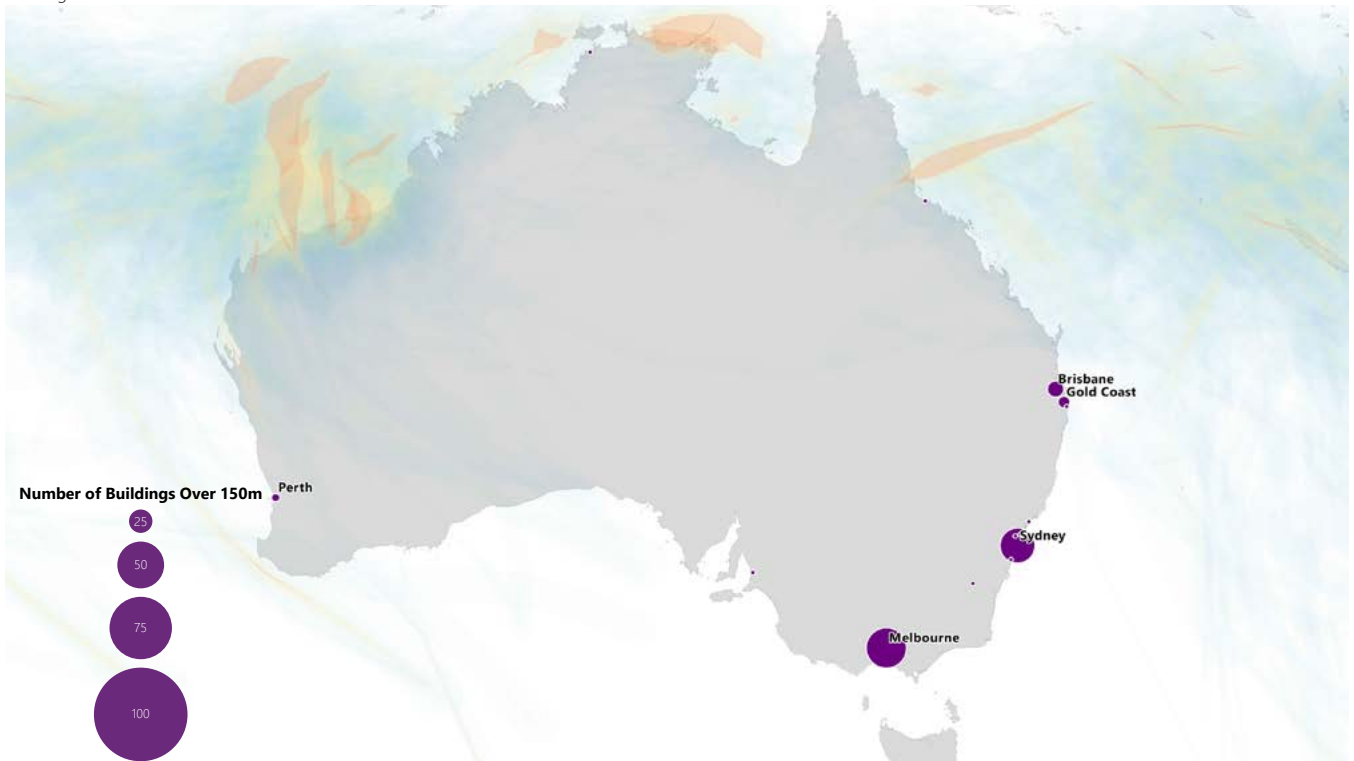 Brisbane
Gold Coast
Perth
Number of Buildings Over 150m
25
Sydney
50
75
Melbourne
100